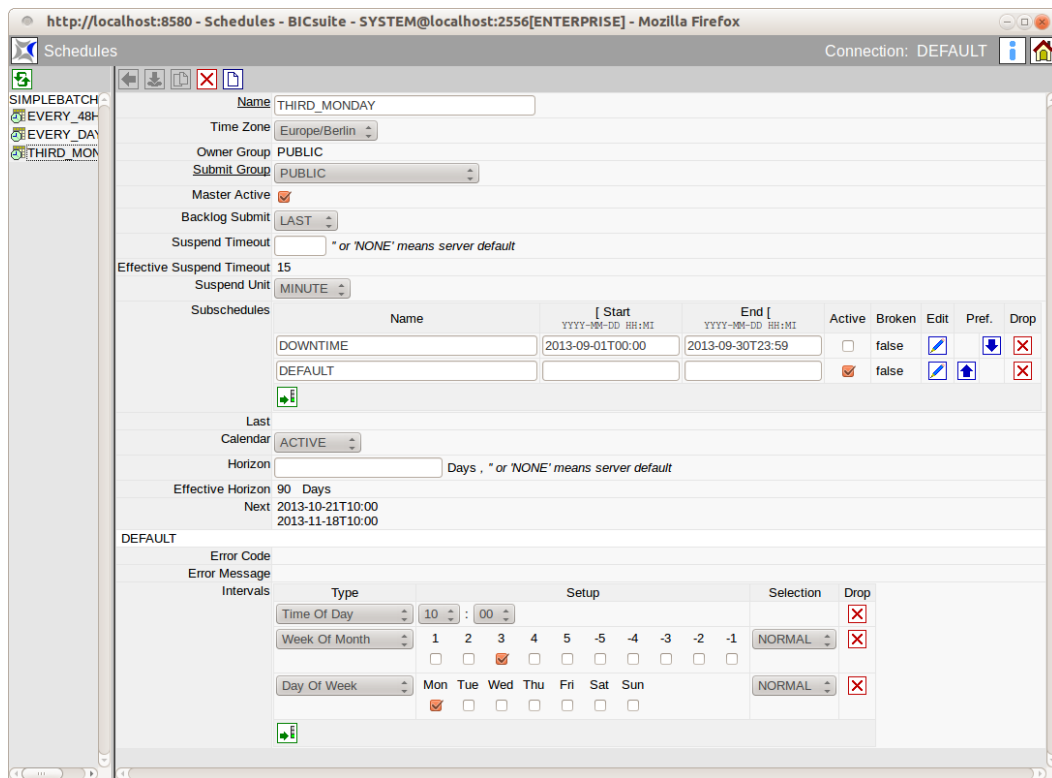 http://localhost:8580 - Schedules - BICsuite - SYSTEM@localhost:2556[ENTERPRISE] - Mozilla Firefox
Schedules Connection: DEFAULT
SIMPLEBATCH
EVERY_48H
EVERY_DAY
THIRD_MON
Name THIRD_MONDAY
Time Zone Europe/Berlin
Owner Group PUBLIC
Submit Group PUBLIC
Master Active
Backlog Submit LAST
Suspend Timeout '' or 'NONE' means server default
Effective Suspend Timeout 15
Suspend Unit MINUTE
Subschedules Name [ Start End [ Active Broken Edit Pref. Drop
YYYY-MM-DD HH:MI YYYY-MM-DD HH:MI
DOWNTIME 2013-09-01T00:00 2013-09-30T23:59 false
DEFAULT false
Last
Calendar ACTIVE
Horizon Days , '' or 'NONE' means server default
Effective Horizon 90 Days
Next 2013-10-21T10:00
2013-11-18T10:00
DEFAULT
Error Code
Error Message
Intervals Type Setup Selection Drop
Time Of Day 10 : 00
Week Of Month 1 2 3 4 5 -5 -4 -3 -2 -1 NORMAL
Day Of Week Mon Tue Wed Thu Fri Sat Sun NORMAL